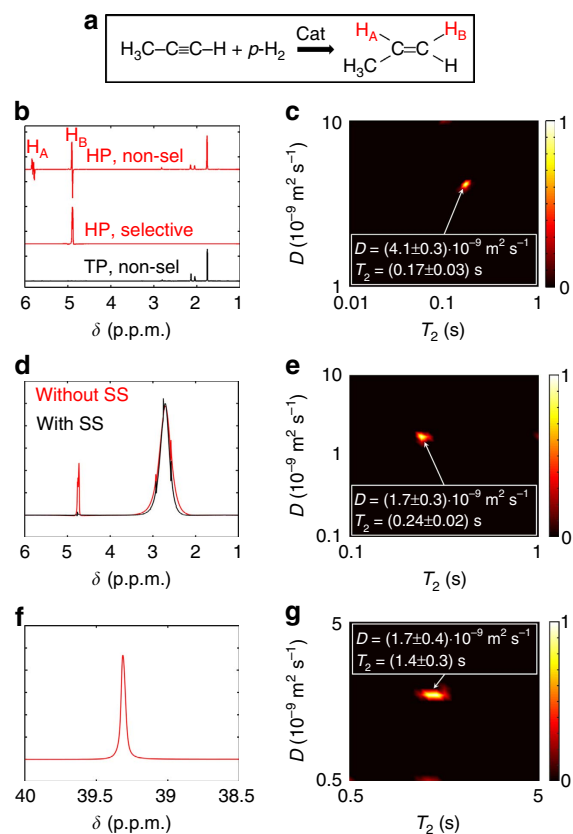 a
H₃C–C≡C–H + p-H₂
Cat
H_A
H_B
C=C
H₃C
H
b
H_A
H_B
HP, non-sel
HP, selective
TP, non-sel
6 5 4 3 2 1
δ (p.p.m.)
c
10
1
D (10⁻⁹ m² s⁻¹)
D = (4.1±0.3)·10⁻⁹ m² s⁻¹
T₂ = (0.17±0.03) s
0.01 0.1 1
T₂ (s)
1
0
d
Without SS
With SS
6 5 4 3 2 1
δ (p.p.m.)
e
10
1
0.1
D (10⁻⁹ m² s⁻¹)
D = (1.7±0.3)·10⁻⁹ m² s⁻¹
T₂ = (0.24±0.02) s
0.1 1
T₂ (s)
1
0
f
40 39.5 39 38.5
δ (p.p.m.)
g
5
0.5
D (10⁻⁹ m² s⁻¹)
D = (1.7±0.4)·10⁻⁹ m² s⁻¹
T₂ = (1.4±0.3) s
0.5 5
T₂ (s)
1
0